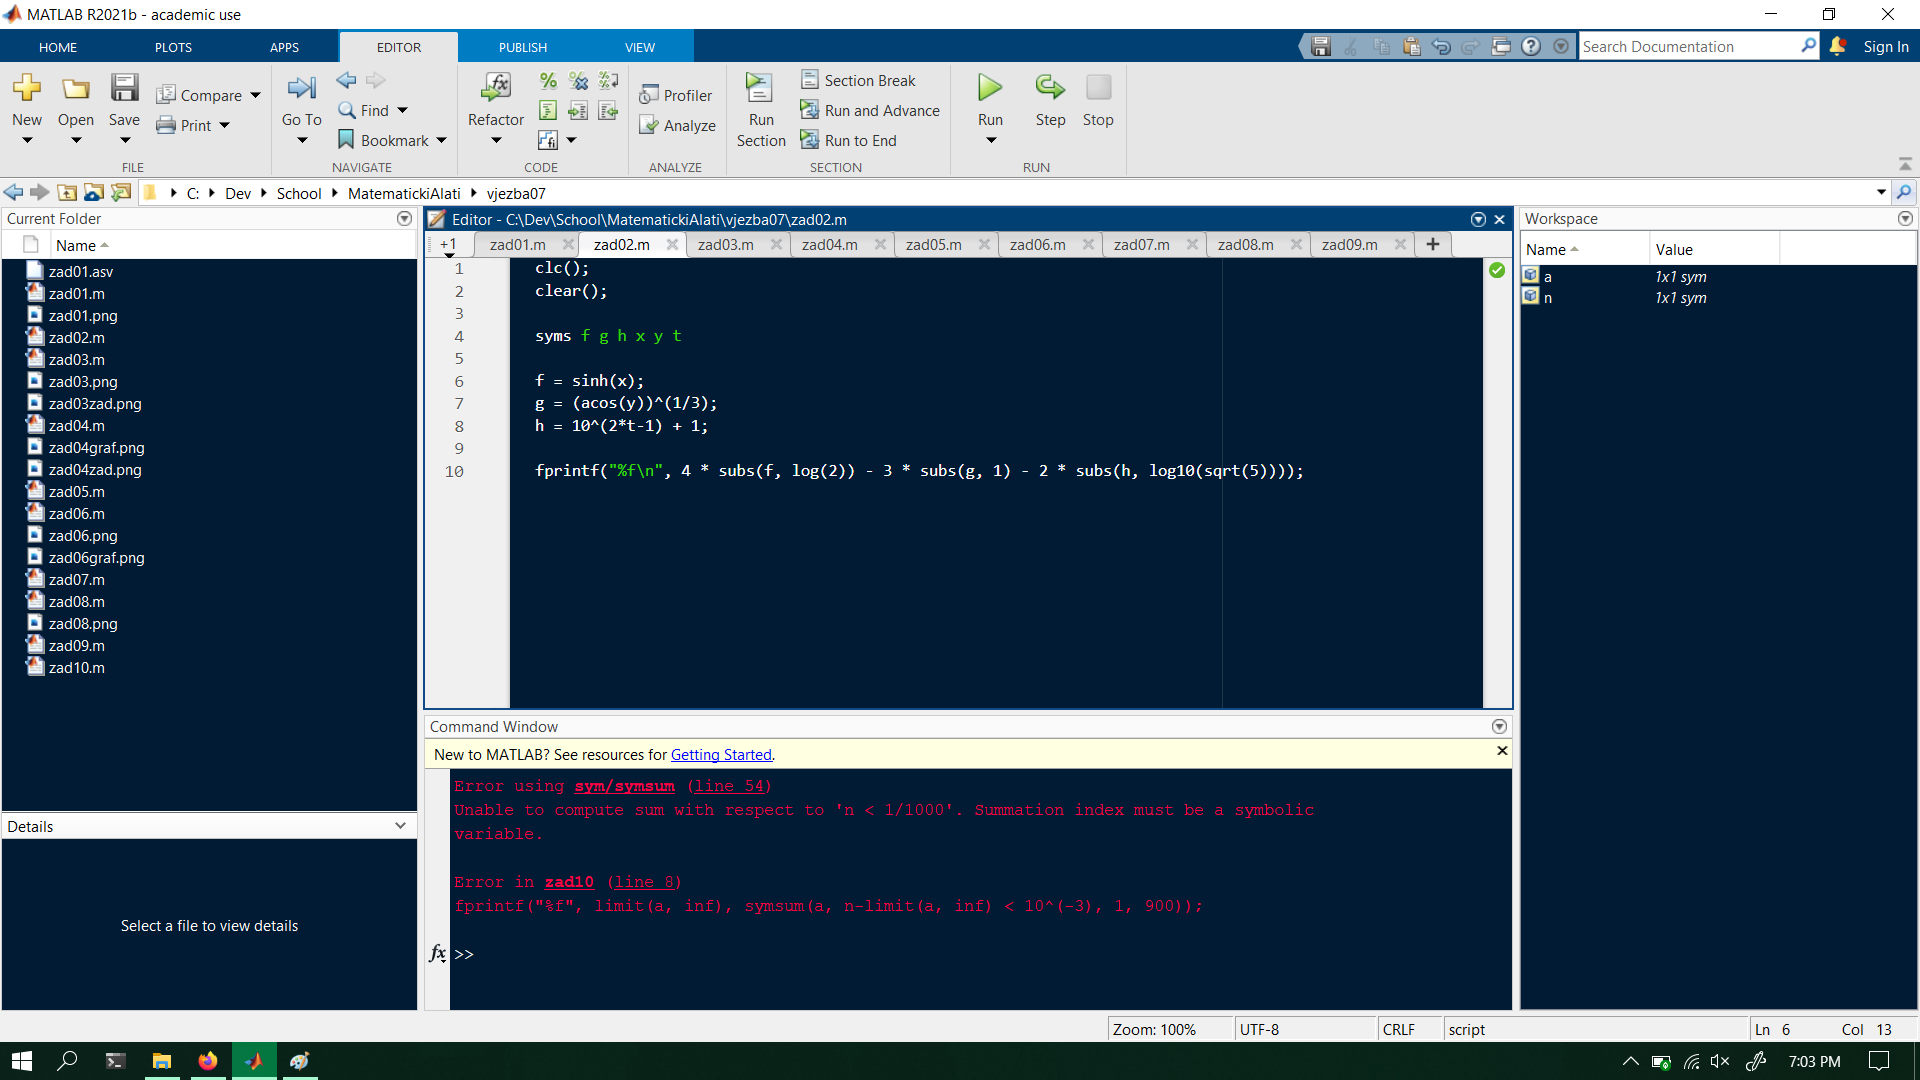 MATLAB R2021b - academic use
HOME PLOTS APPS EDITOR PUBLISH VIEW
Search Documentation
Sign In
New
Open
Save
Compare
Print
FILE
Go To
Find
Bookmark
NAVIGATE
Refactor
CODE
Profiler
Analyze
ANALYZE
Run Section
Section Break
Run and Advance
Run to End
SECTION
Run
Step
Stop
RUN
C: Dev School MatematickiAlati vjezba07
Current Folder
Name
zad01.asv
zad01.m
zad01.png
zad02.m
zad03.m
zad03.png
zad03zad.png
zad04.m
zad04graf.png
zad04zad.png
zad05.m
zad06.m
zad06.png
zad06graf.png
zad07.m
zad08.m
zad08.png
zad09.m
zad10.m
Details
Select a file to view details
Editor - C:\Dev\School\MatematickiAlati\vjezba07\zad02.m
+1 zad01.m zad02.m zad03.m zad04.m zad05.m zad06.m zad07.m zad08.m zad09.m +
1 clc();
2 clear();
3
4 syms f g h x y t
5
6 f = sinh(x);
7 g = (acos(y))^(1/3);
8 h = 10^(2*t-1) + 1;
9
10 fprintf("%f\n", 4 * subs(f, log(2)) - 3 * subs(g, 1) - 2 * subs(h, log10(sqrt(5))));
Command Window
New to MATLAB? See resources for Getting Started.
Error using sym/symsum (line 54)
Unable to compute sum with respect to 'n < 1/1000'. Summation index must be a symbolic
variable.
Error in zad10 (line 8)
fprintf("%f", limit(a, inf), symsum(a, n-limit(a, inf) < 10^(-3), 1, 900));
fx >>
Workspace
Name Value
a 1x1 sym
n 1x1 sym
Zoom: 100% UTF-8 CRLF script Ln 6 Col 13
7:03 PM